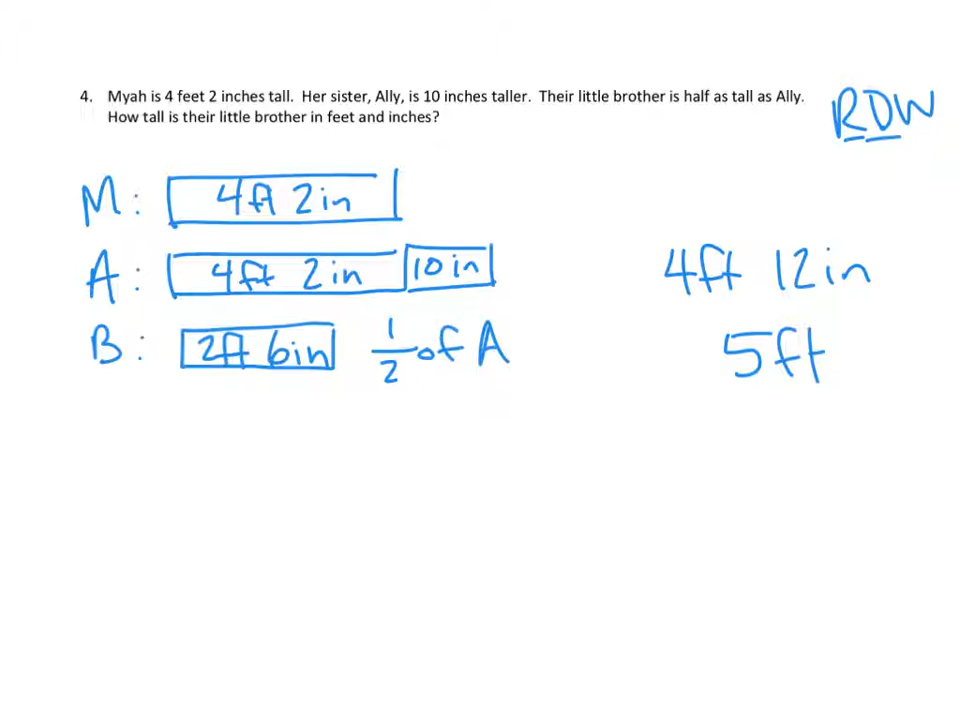 4. Myah is 4 feet 2 inches tall. Her sister, Ally, is 10 inches taller. Their little brother is half as tall as Ally.
How tall is their little brother in feet and inches?
RDW
M: 4ft 2in
A: 4ft 2in 10in
4ft 12in
B: 2ft 6in 1/2 of A
5ft